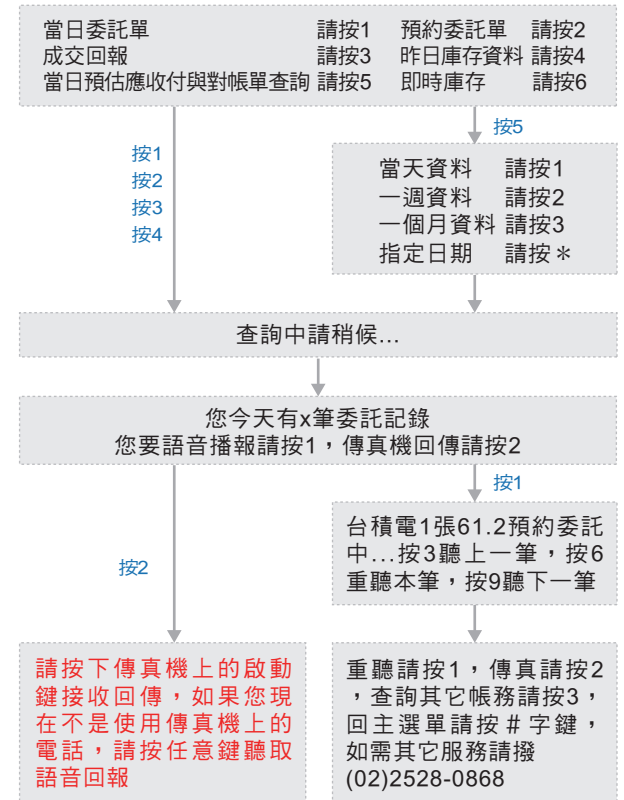 當日委託單 請按1 預約委託單 請按2
成交回報 請按3 昨日庫存資料 請按4
當日預估應收付與對帳單查詢 請按5 即時庫存 請按6
按5
按1
按2
按3
按4
當天資料 請按1
一週資料 請按2
一個月資料 請按3
指定日期 請按＊
查詢中請稍候...
您今天有x筆委託記錄
您要語音播報請按1，傳真機回傳請按2
按1
台積電1張61.2預約委託
中...按3聽上一筆，按6
重聽本筆，按9聽下一筆
按2
請按下傳真機上的啟動
鍵接收回傳，如果您現
在不是使用傳真機上的
電話，請按任意鍵聽取
語音回報
重聽請按1，傳真請按2
，查詢其它帳務請按3，
回主選單請按＃字鍵，
如需其它服務請撥
(02)2528-0868